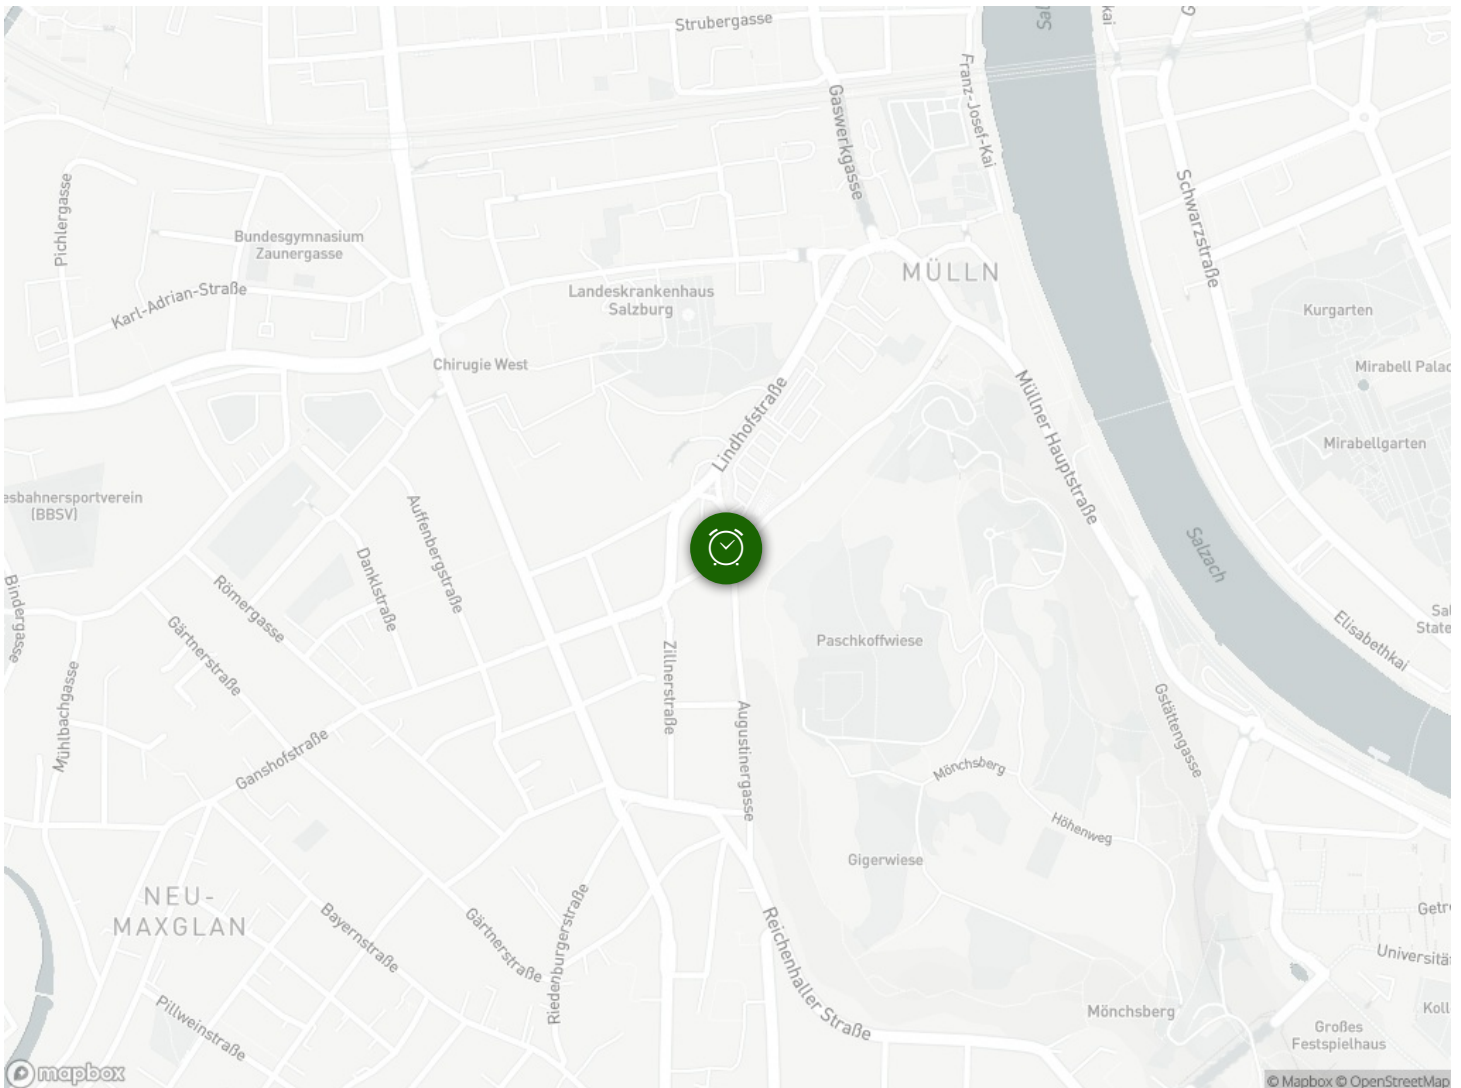 Strubergasse
Sal
kai
G
Franz-Josef-Kai
Gaswerkgasse
Pichlergasse
Schwarzstraße
Bundesgymnasium
Zaunergasse
MÜLLN
Karl-Adrian-Straße
Landeskrankenhaus
Salzburg
Kurgarten
Chirugie West
Mirabell Palac
Müllner Hauptstraße
Lindhofstraße
Mirabellgarten
esbahnersportverein
(BBSV)
Auffenbergstraße
Salzach
Danklstraße
Römergasse
Bindergasse
Gärtnerstraße
Paschkoffwiese
Sal
State
Elisabethkai
Zillnerstraße
Mühlbachgasse
Augustinergasse
Gstättengasse
Ganshofstraße
Mönchsberg
Höhenweg
Gigerwiese
NEU-
MAXGLAN
Getr
Bayernstraße
Gärtnerstraße
Riedenburgerstraße
Reichenhaller Straße
Universitä
Pillweinstraße
Mönchsberg
Koll
Großes
Festspielhaus
mapbox
© Mapbox © OpenStreetMap